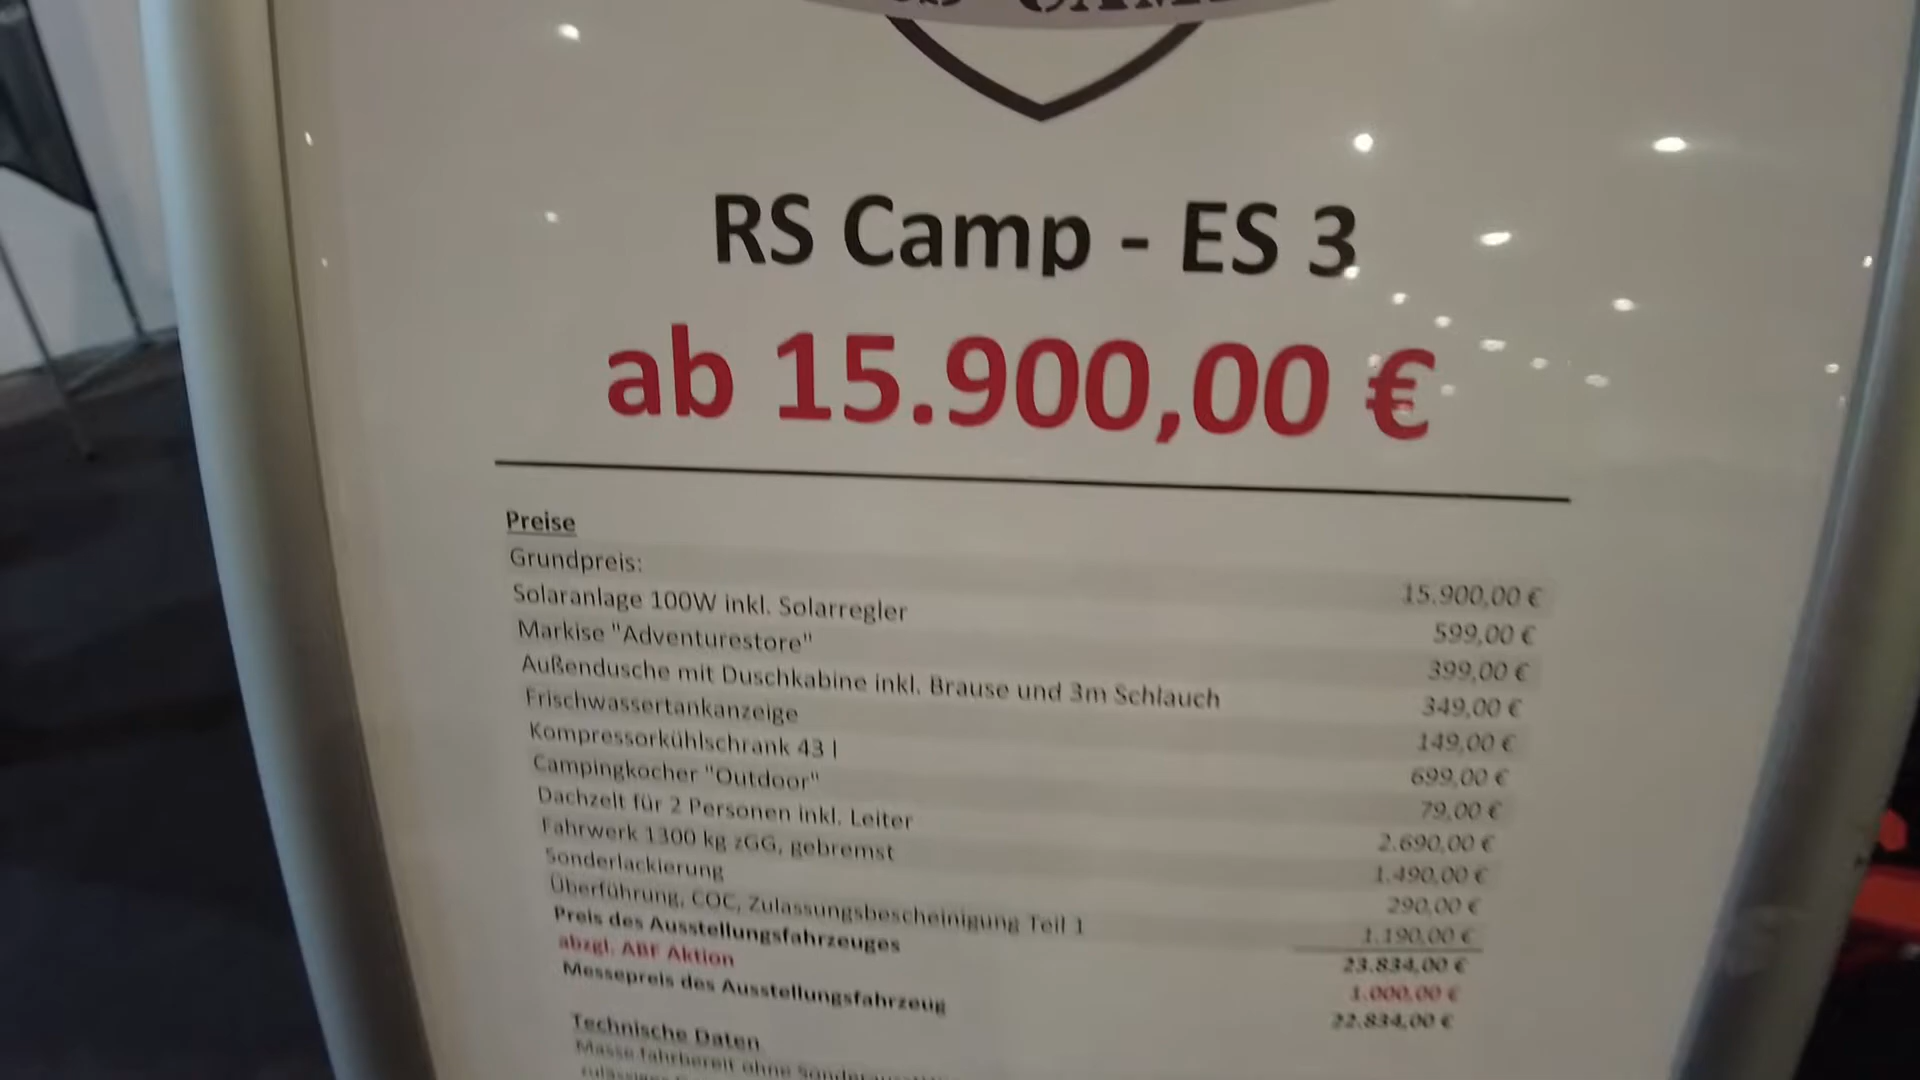 RS Camp - ES 3
ab 15.900,00 €
Preise
Grundpreis: 15.900,00 €
Solaranlage 100W inkl. Solarregler 599,00 €
Markise "Adventurestore" 399,00 €
Außendusche mit Duschkabine inkl. Brause und 3m Schlauch 349,00 €
Frischwassertankanzeige 149,00 €
Kompressorkühlschrank 43 l 699,00 €
Campingkocher "Outdoor" 79,00 €
Dachzelt für 2 Personen inkl. Leiter 2.690,00 €
Fahrwerk 1300 kg zGG, gebremst 1.490,00 €
Sonderlackierung 290,00 €
Überführung, COC, Zulassungsbescheinigung Teil 1 1.190,00 €
Preis des Ausstellungsfahrzeuges 23.834,00 €
abzgl. ABF Aktion 1.000,00 €
Messepreis des Ausstellungsfahrzeug 22.834,00 €
Technische Daten
Masse fahrbereit ohne